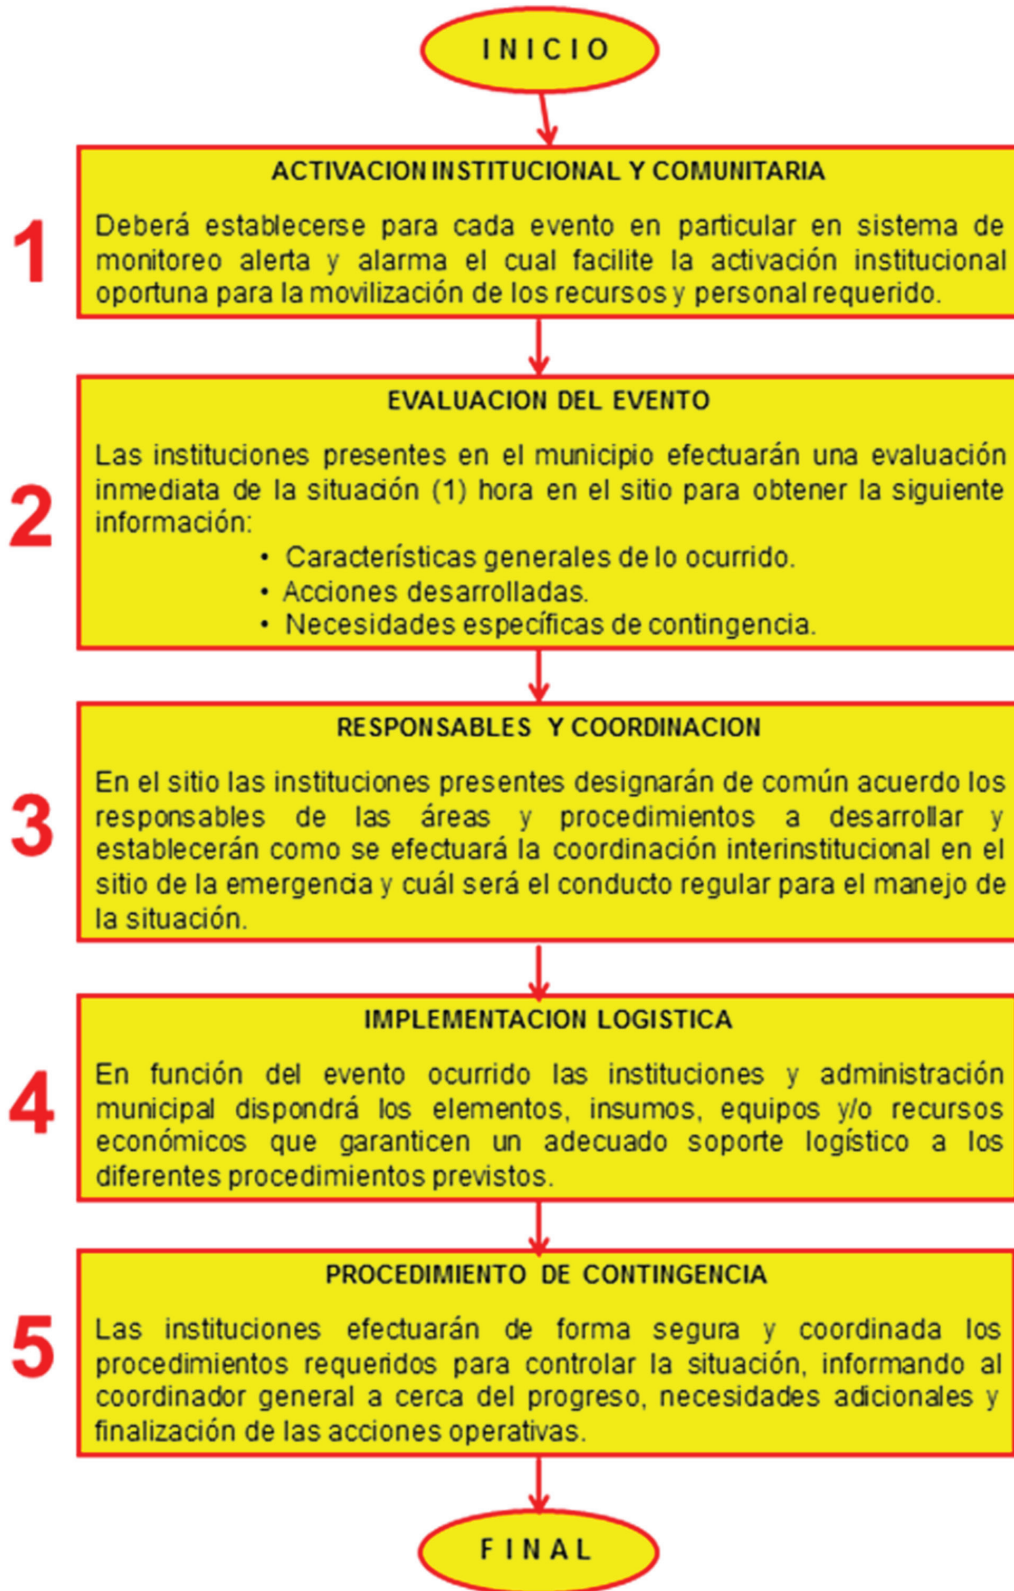 INICIO
ACTIVACION INSTITUCIONAL Y COMUNITARIA
1
Deberá establecerse para cada evento en particular en sistema de
monitoreo alerta y alarma el cual facilite la activación institucional
oportuna para la movilización de los recursos y personal requerido.
EVALUACION DEL EVENTO
2
Las instituciones presentes en el municipio efectuarán una evaluación
inmediata de la situación (1) hora en el sitio para obtener la siguiente
información:
• Características generales de lo ocurrido.
• Acciones desarrolladas.
• Necesidades específicas de contingencia.
RESPONSABLES Y COORDINACION
3
En el sitio las instituciones presentes designarán de común acuerdo los
responsables de las áreas y procedimientos a desarrollar y
establecerán como se efectuará la coordinación interinstitucional en el
sitio de la emergencia y cuál será el conducto regular para el manejo de
la situación.
IMPLEMENTACION LOGISTICA
4
En función del evento ocurrido las instituciones y administración
municipal dispondrá los elementos, insumos, equipos y/o recursos
económicos que garanticen un adecuado soporte logístico a los
diferentes procedimientos previstos.
PROCEDIMIENTO DE CONTINGENCIA
5
Las instituciones efectuarán de forma segura y coordinada los
procedimientos requeridos para controlar la situación, informando al
coordinador general a cerca del progreso, necesidades adicionales y
finalización de las acciones operativas.
FINAL